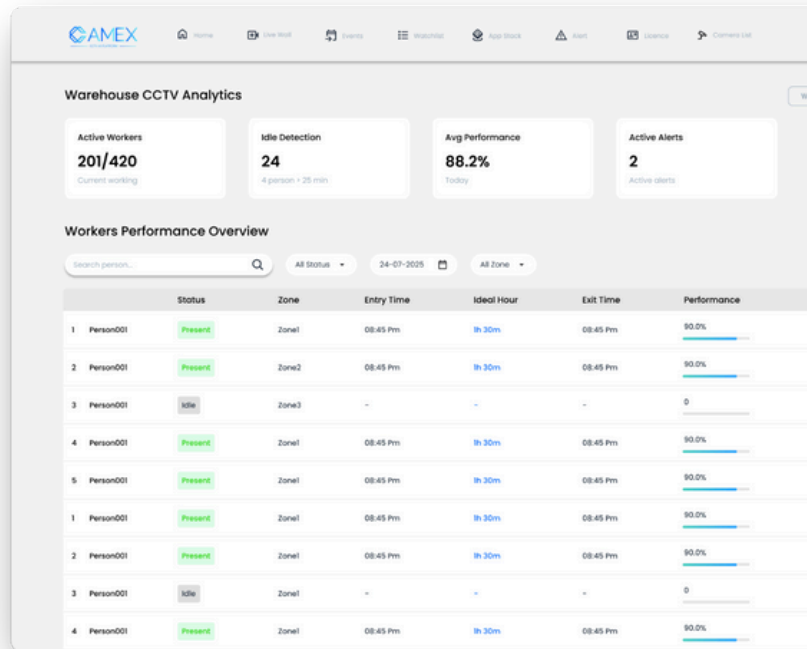 CAMEX
Home Live Wall Events Watchlist App Stack Alert Licence Camera List
Warehouse CCTV Analytics
Active Workers Idle Detection Avg Performance Active Alerts
201/420 24 88.2% 2
Current working 4 person • 25 min Today Active alerts
Workers Performance Overview
Search person... All Status 24-07-2025 All Zone
Status Zone Entry Time Ideal Hour Exit Time Performance
1 Person001 Present Zone1 08:45 Pm 1h 30m 08:45 Pm 90.0%
2 Person001 Present Zone2 08:45 Pm 1h 30m 08:45 Pm 90.0%
3 Person001 Idle Zone3 - - - 0
4 Person001 Present Zone1 08:45 Pm 1h 30m 08:45 Pm 90.0%
5 Person001 Present Zone1 08:45 Pm 1h 30m 08:45 Pm 90.0%
1 Person001 Present Zone1 08:45 Pm 1h 30m 08:45 Pm 90.0%
2 Person001 Present Zone1 08:45 Pm 1h 30m 08:45 Pm 90.0%
3 Person001 Idle Zone1 - - - 0
4 Person001 Present Zone1 08:45 Pm 1h 30m 08:45 Pm 90.0%